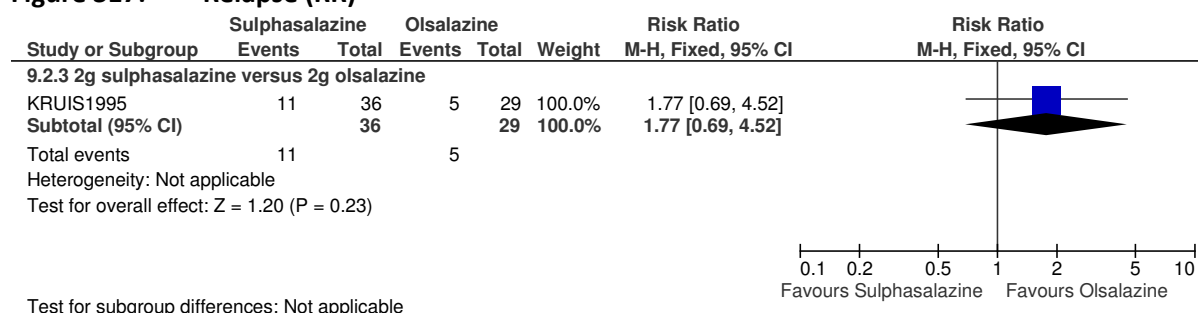 Sulphasalazine Olsalazine Risk Ratio Risk Ratio
Study or Subgroup Events Total Events Total Weight M-H, Fixed, 95% CI M-H, Fixed, 95% CI
9.2.3 2g sulphasalazine versus 2g olsalazine
KRUIS1995 11 36 5 29 100.0% 1.77 [0.69, 4.52]
Subtotal (95% CI) 36 29 100.0% 1.77 [0.69, 4.52]
Total events 11 5
Heterogeneity: Not applicable
Test for overall effect: Z = 1.20 (P = 0.23)
0.1 0.2 0.5 1 2 5 10
Favours Sulphasalazine Favours Olsalazine
Test for subgroup differences: Not applicable